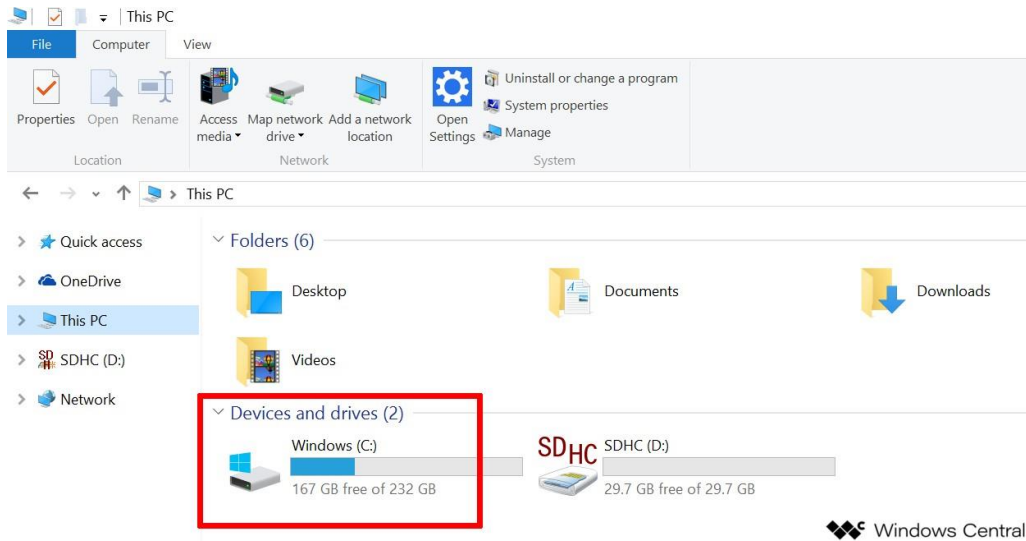 This PC
File Computer View
Properties Open Rename Access media Map network drive Add a network location Open Settings Uninstall or change a program
System properties
Manage
Location Network System
This PC
Quick access
OneDrive
This PC
SDHC (D:)
Network
Folders (6)
Desktop Documents Downloads
Videos
Devices and drives (2)
Windows (C:)
167 GB free of 232 GB
SDHC SDHC (D:)
29.7 GB free of 29.7 GB
Windows Central